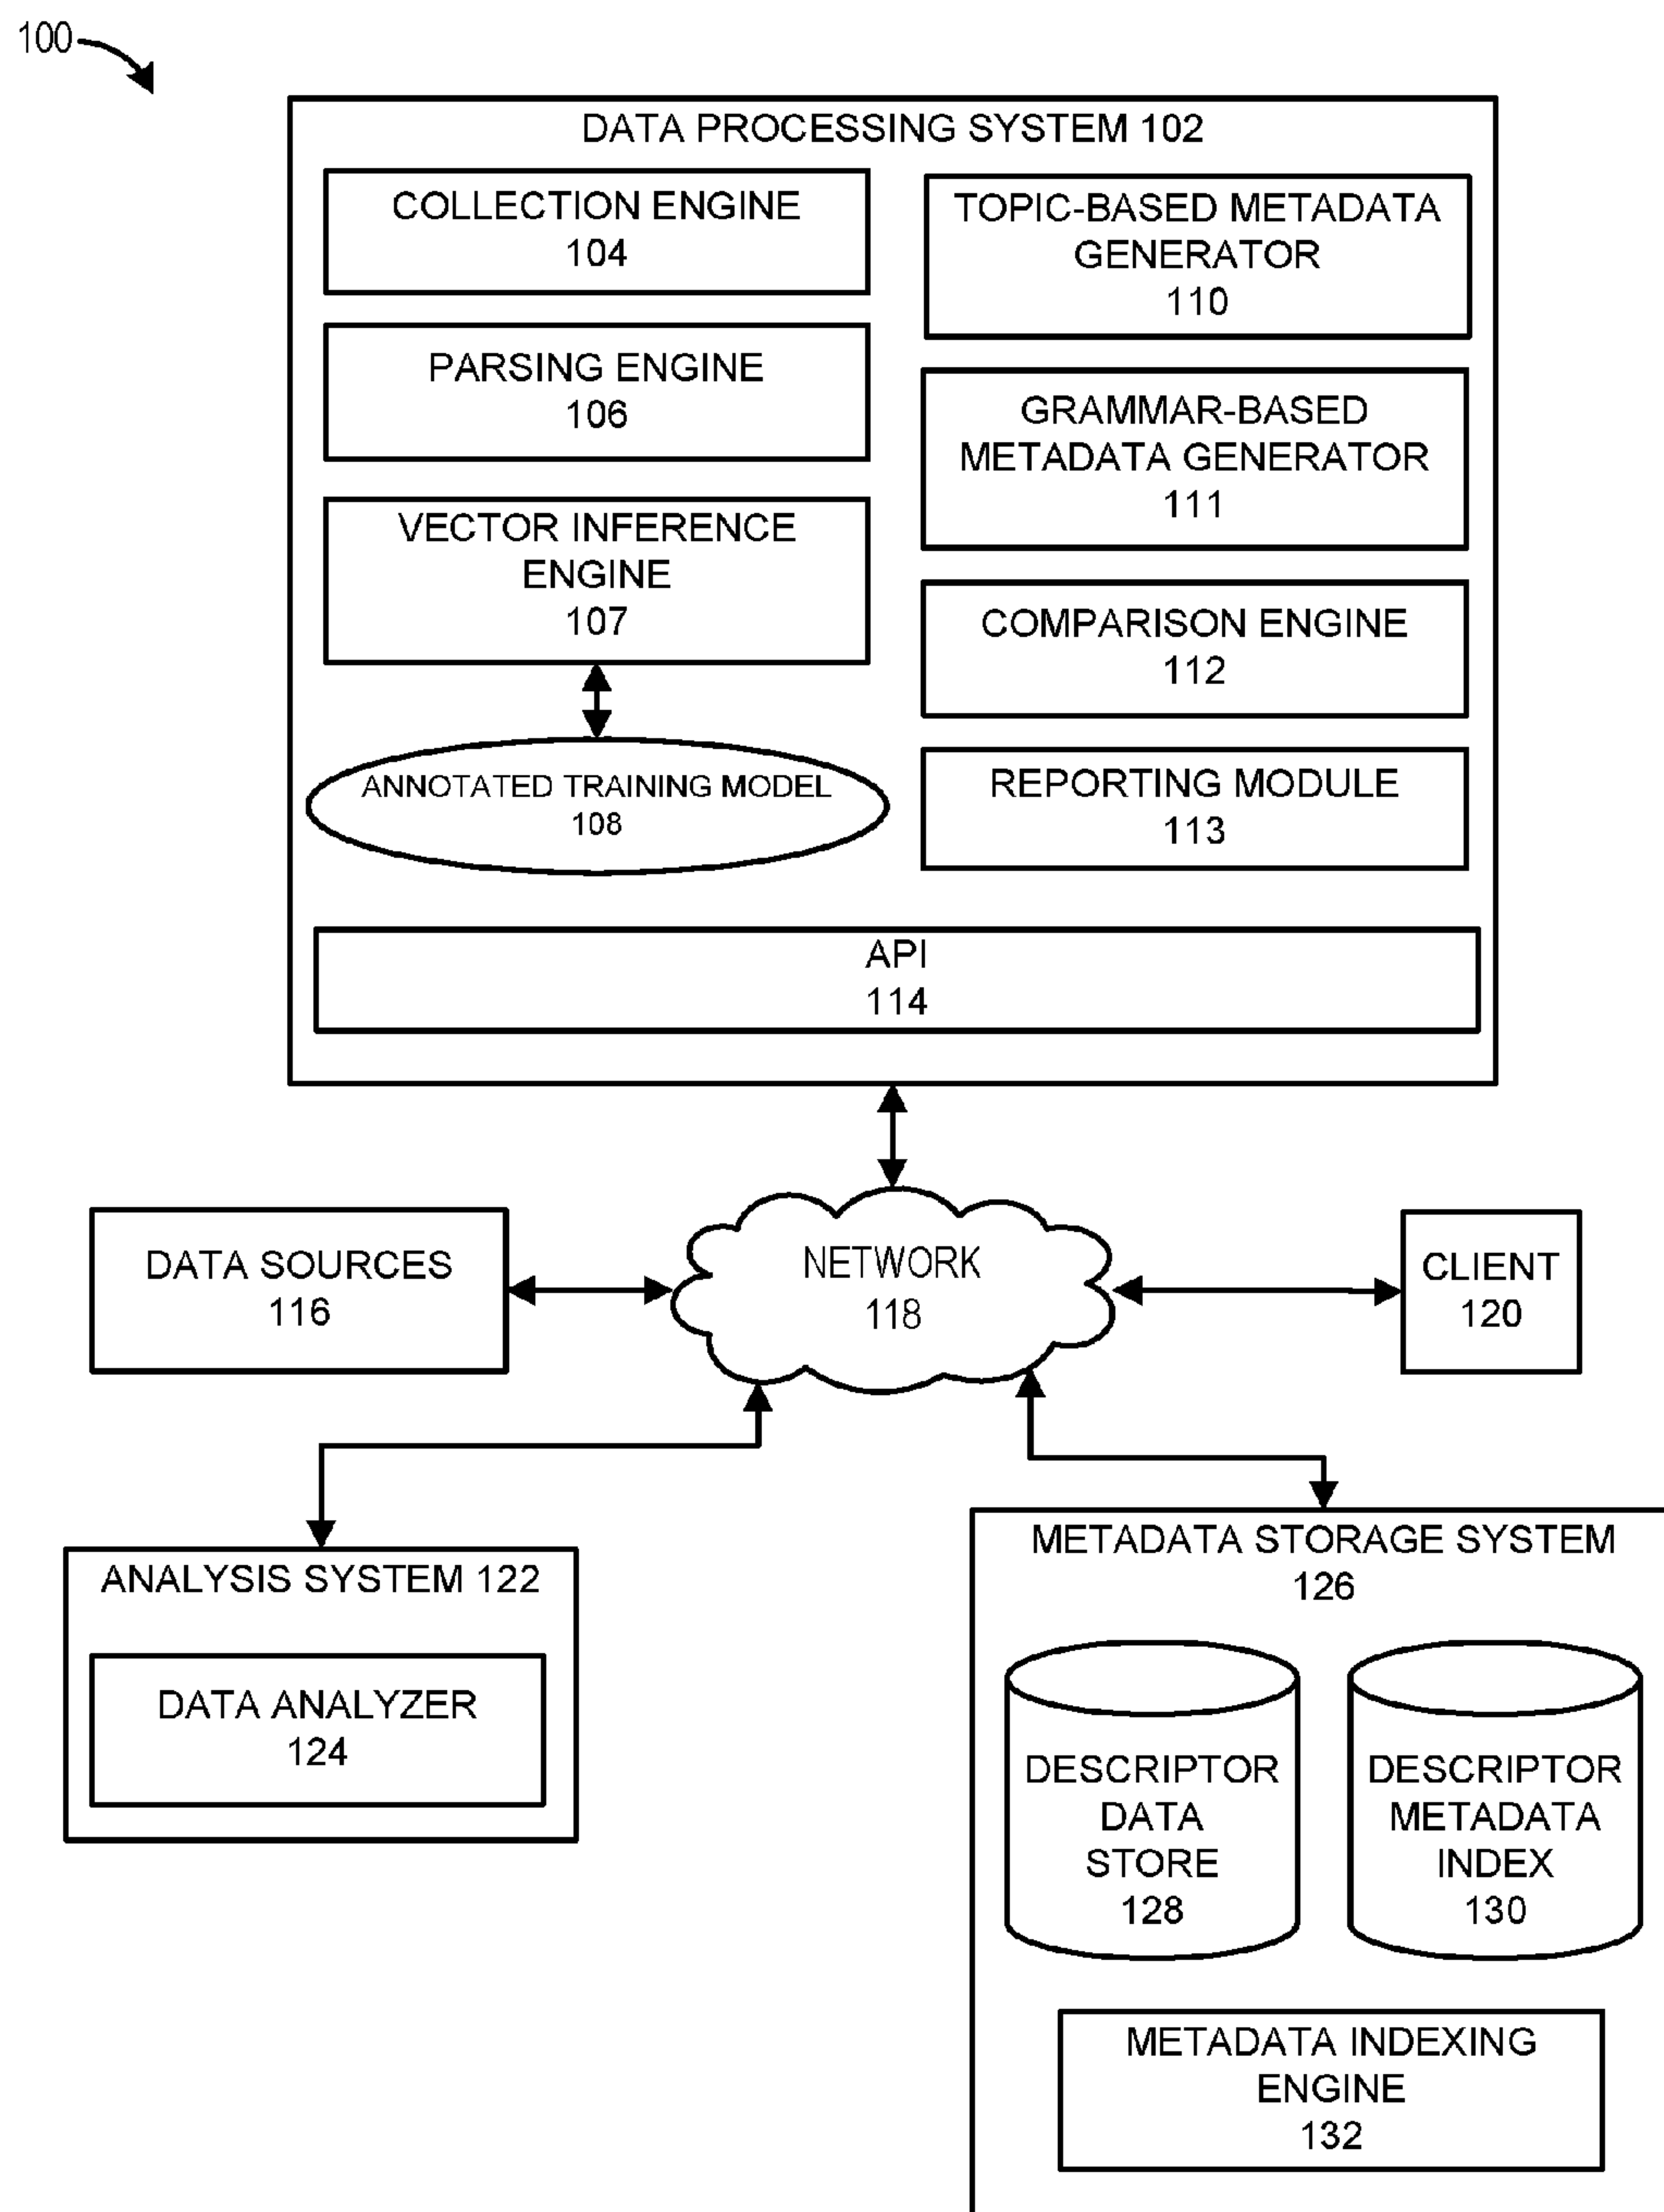 100
DATA PROCESSING SYSTEM 102
COLLECTION ENGINE
104
PARSING ENGINE
106
VECTOR INFERENCE
ENGINE
107
ANNOTATED TRAINING MODEL
108
TOPIC-BASED METADATA
GENERATOR
110
GRAMMAR-BASED
METADATA GENERATOR
111
COMPARISON ENGINE
112
REPORTING MODULE
113
API
114
DATA SOURCES
116
NETWORK
118
CLIENT
120
ANALYSIS SYSTEM 122
DATA ANALYZER
124
METADATA STORAGE SYSTEM
126
DESCRIPTOR
DATA
STORE
128
DESCRIPTOR
METADATA
INDEX
130
METADATA INDEXING
ENGINE
132